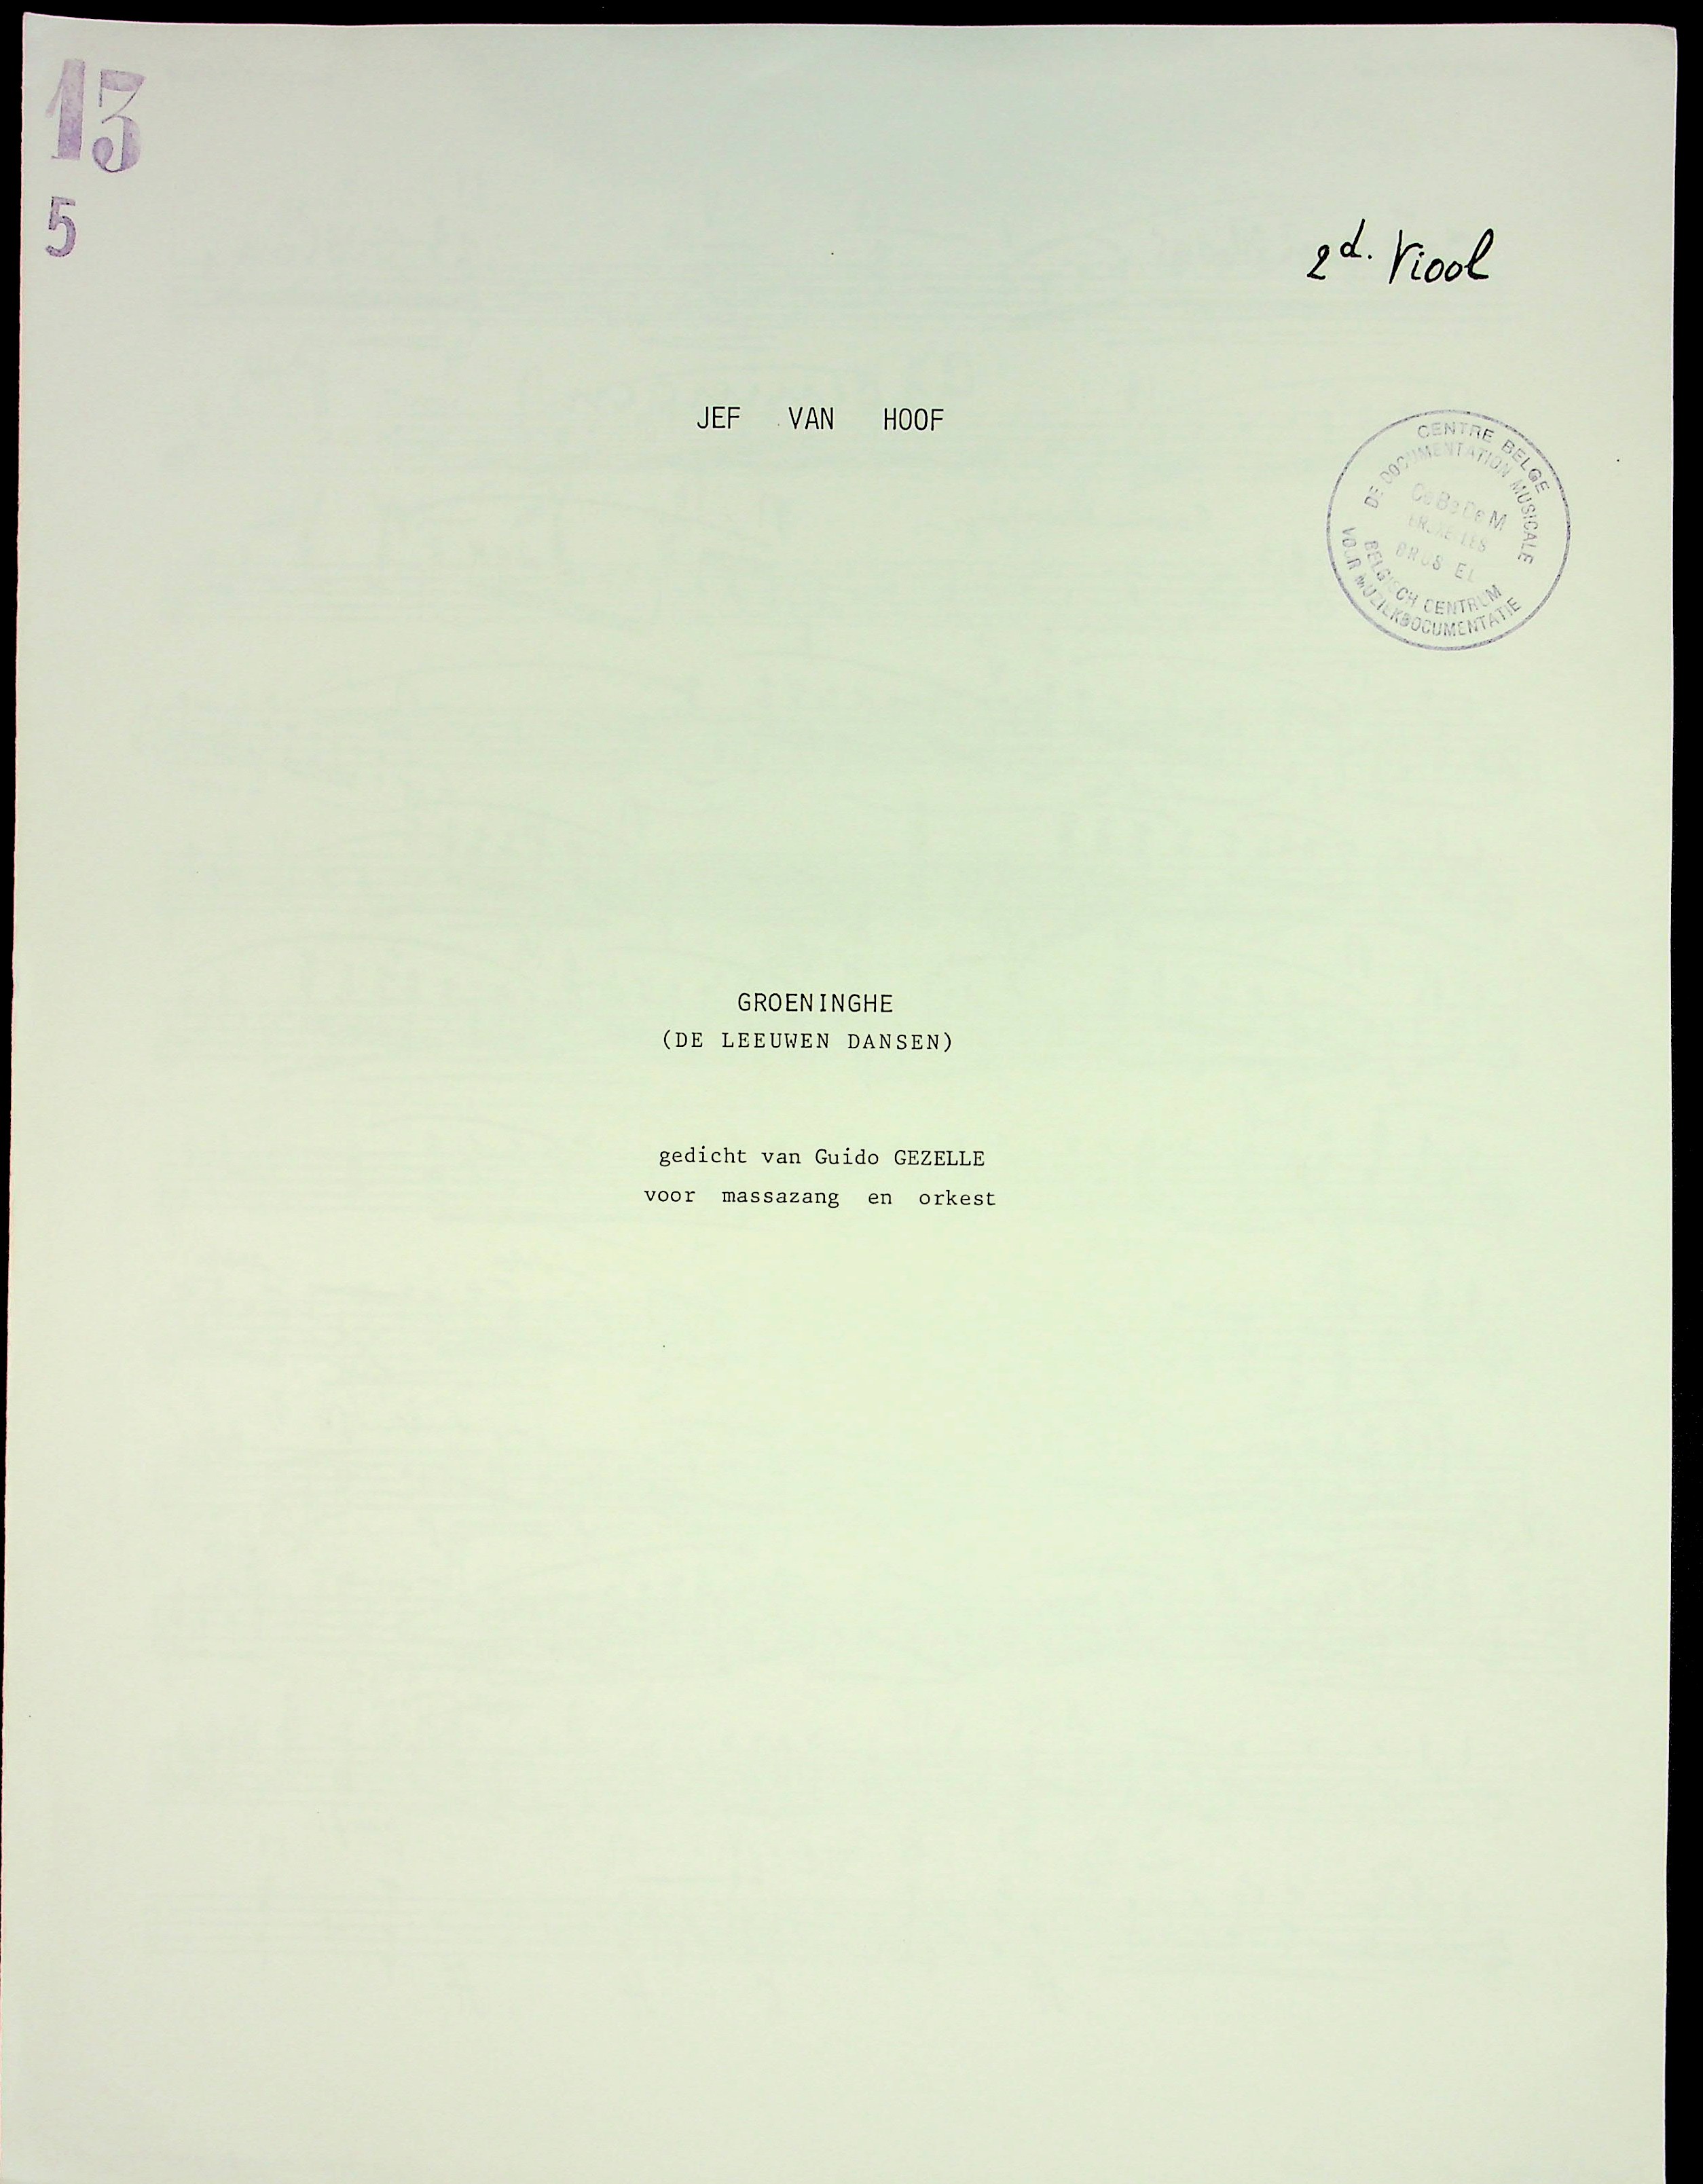 13
5
2d. Viool
JEF VAN HOOF
CENTRE BELGE
DE DOCUMENTATION MUSICALE
CeBeDeM
BRUXELLES
BRUSSEL
BELGISCH CENTRUM
VOOR MUZIEKDOCUMENTATIE
GROENINGHE
(DE LEEUWEN DANSEN)
gedicht van Guido GEZELLE
voor massazang en orkest